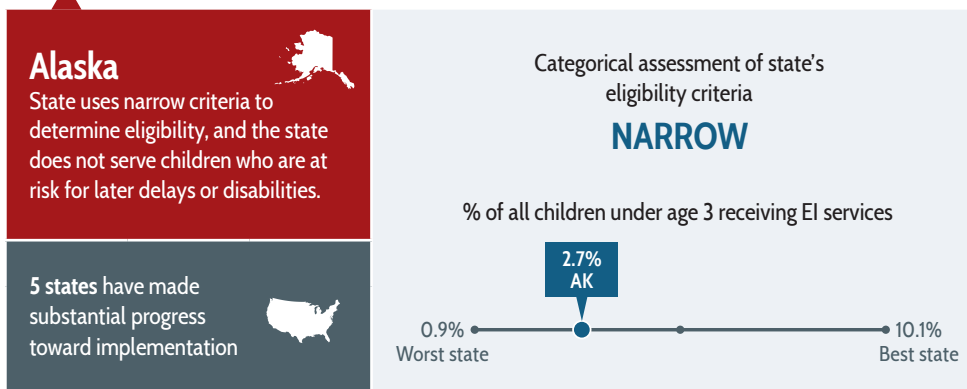 Alaska
State uses narrow criteria to
determine eligibility, and the state
does not serve children who are at
risk for later delays or disabilities.
5 states have made
substantial progress
toward implementation
Categorical assessment of state's
eligibility criteria
NARROW
% of all children under age 3 receiving EI services
2.7%
AK
0.9%
Worst state
10.1%
Best state